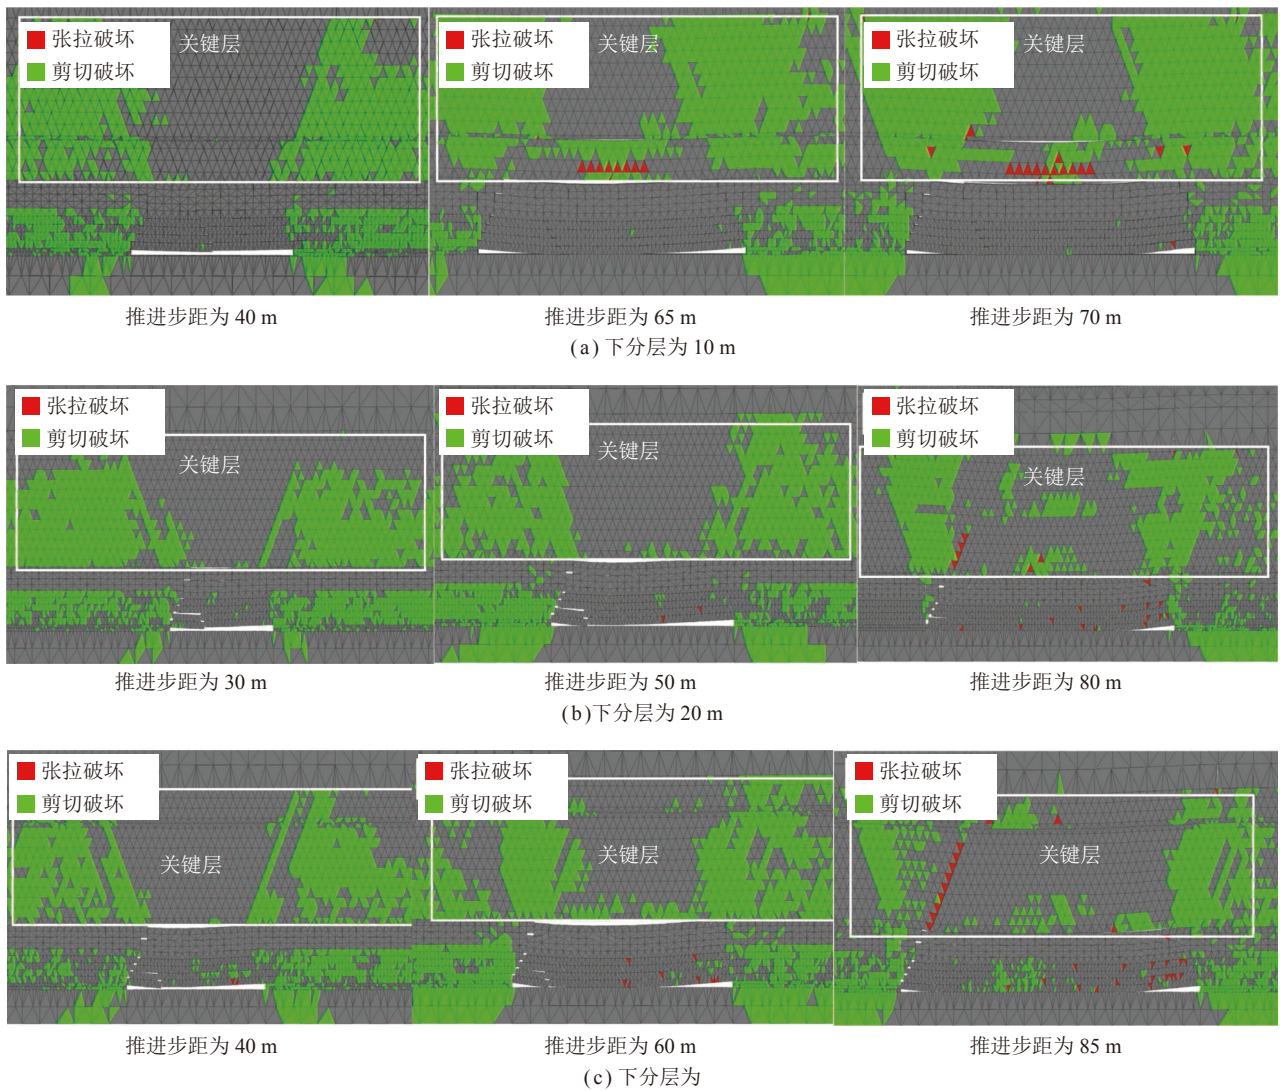 张拉破坏
剪切破坏
关键层
张拉破坏
剪切破坏
关键层
张拉破坏
剪切破坏
关键层
推进步距为 40 m
推进步距为 65 m
推进步距为 70 m
(a) 下分层为 10 m
张拉破坏
剪切破坏
关键层
张拉破坏
剪切破坏
关键层
张拉破坏
剪切破坏
关键层
推进步距为 30 m
推进步距为 50 m
推进步距为 80 m
(b)下分层为 20 m
张拉破坏
剪切破坏
关键层
张拉破坏
剪切破坏
关键层
张拉破坏
剪切破坏
关键层
推进步距为 40 m
推进步距为 60 m
推进步距为 85 m
(c) 下分层为